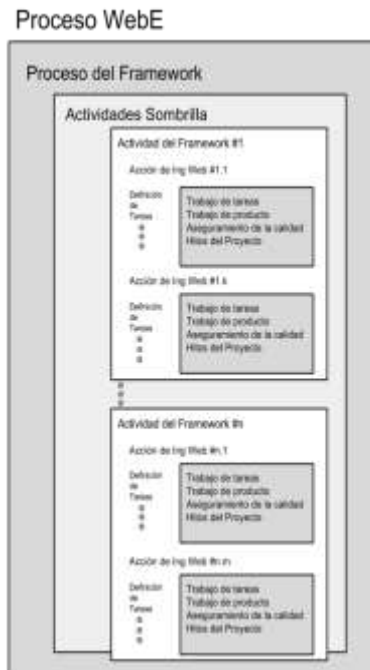 Proceso WebE
Proceso del Framework
Actividades Sombrilla
Actividad del Framework #1
Acción de Ing Web #1.1
Definición
de
Tareas
Trabajo de tareas
Trabajo de producto
Aseguramiento de la calidad
Hitos del Proyecto
Acción de Ing Web #1.k
Definición
de
Tareas
Trabajo de tareas
Trabajo de producto
Aseguramiento de la calidad
Hitos del Proyecto
Actividad del Framework #n
Acción de Ing Web #n.1
Definición
de
Tareas
Trabajo de tareas
Trabajo de producto
Aseguramiento de la calidad
Hitos del Proyecto
Acción de Ing Web #n.m
Definición
de
Tareas
Trabajo de tareas
Trabajo de producto
Aseguramiento de la calidad
Hitos del Proyecto